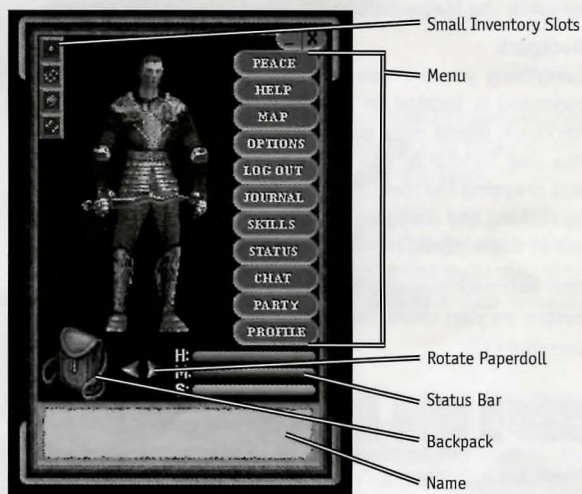 X
PEACE
HELP
MAP
OPTIONS
LOG OUT
JOURNAL
SKILLS
STATUS
CHAT
PARTY
PROFILE
H:
M:
S:
Small Inventory Slots
Menu
Rotate Paperdoll
Status Bar
Backpack
Name